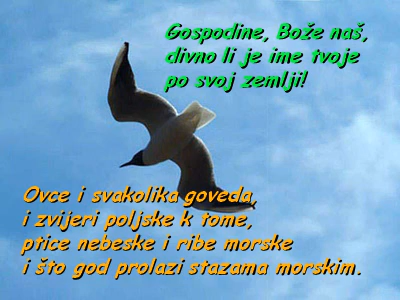 Gospodine, Bože naš,
divno li je ime tvoje
po svoj zemlji!
Ovce i svakolika goveda,
i zvijeri poljske k tome,
ptice nebeske i ribe morske
i što god prolazi stazama morskim.